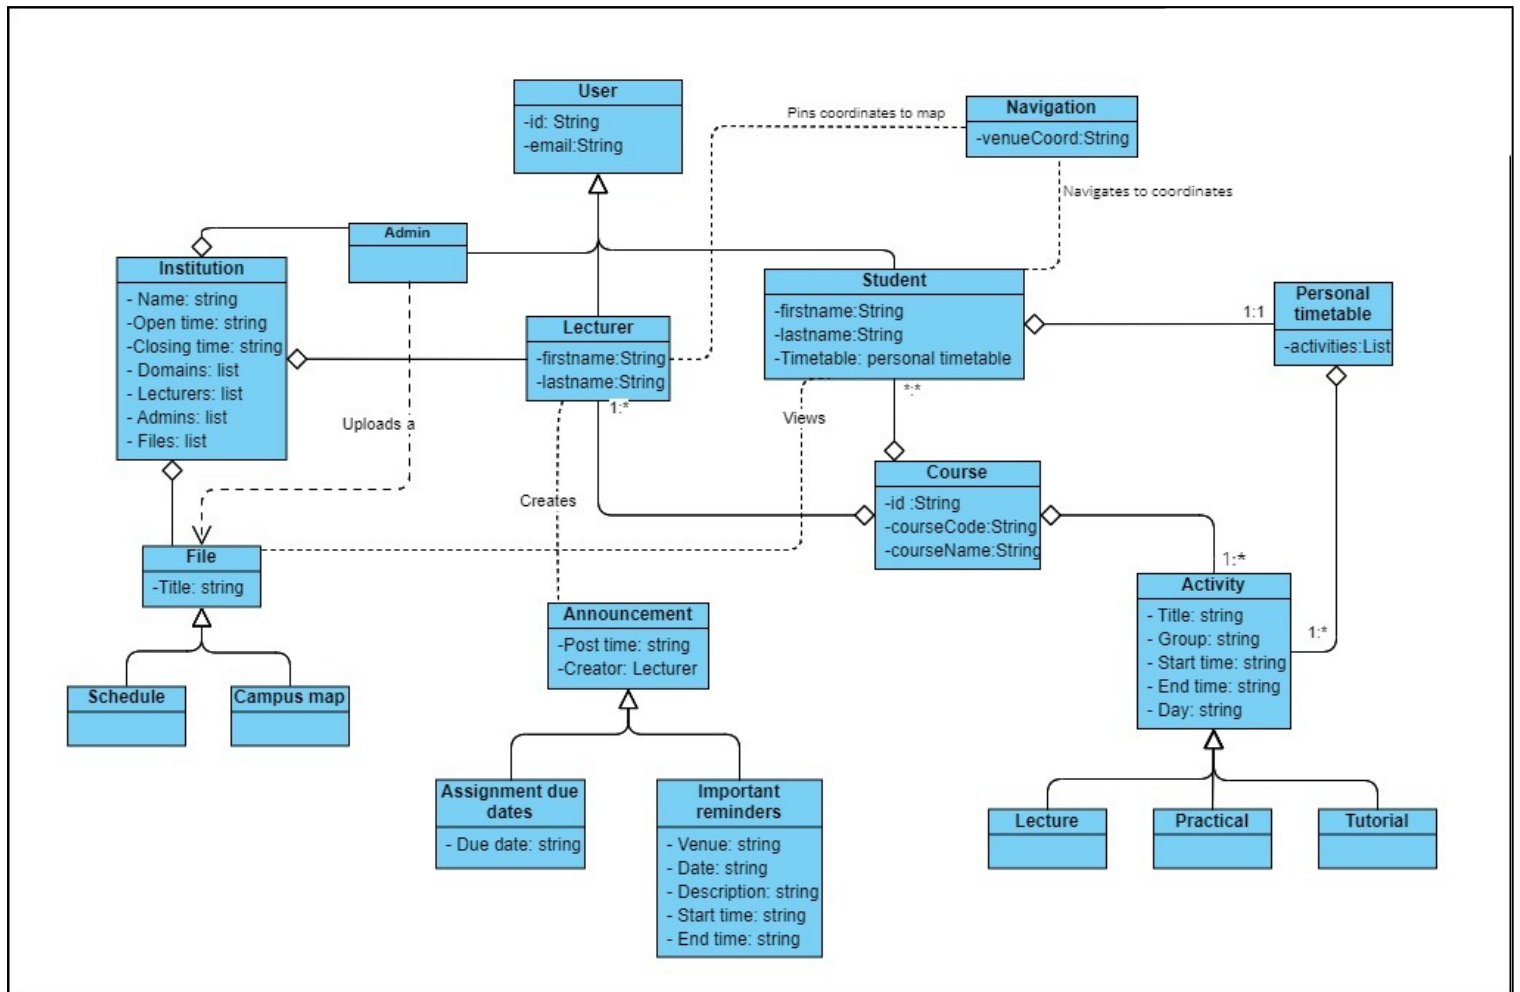 User
-id: String
-email:String
Pins coordinates to map
Navigation
-venueCoord:String
Navigates to coordinates
Admin
Institution
- Name: string
-Open time: string
-Closing time: string
- Domains: list
- Lecturers: list
- Admins: list
- Files: list
Lecturer
-firstname:String
-lastname:String
1:*
Student
-firstname:String
-lastname:String
-Timetable: personal timetable
*:*
1:1
Personal
timetable
-activities:List
Uploads a
Views
Creates
Course
-id :String
-courseCode:String
-courseName:String
File
-Title: string
1:*
Activity
- Title: string
- Group: string
- Start time: string
- End time: string
- Day: string
1:*
Announcement
-Post time: string
-Creator: Lecturer
Schedule
Campus map
Assignment due
dates
- Due date: string
Important
reminders
- Venue: string
- Date: string
- Description: string
- Start time: string
- End time: string
Lecture
Practical
Tutorial